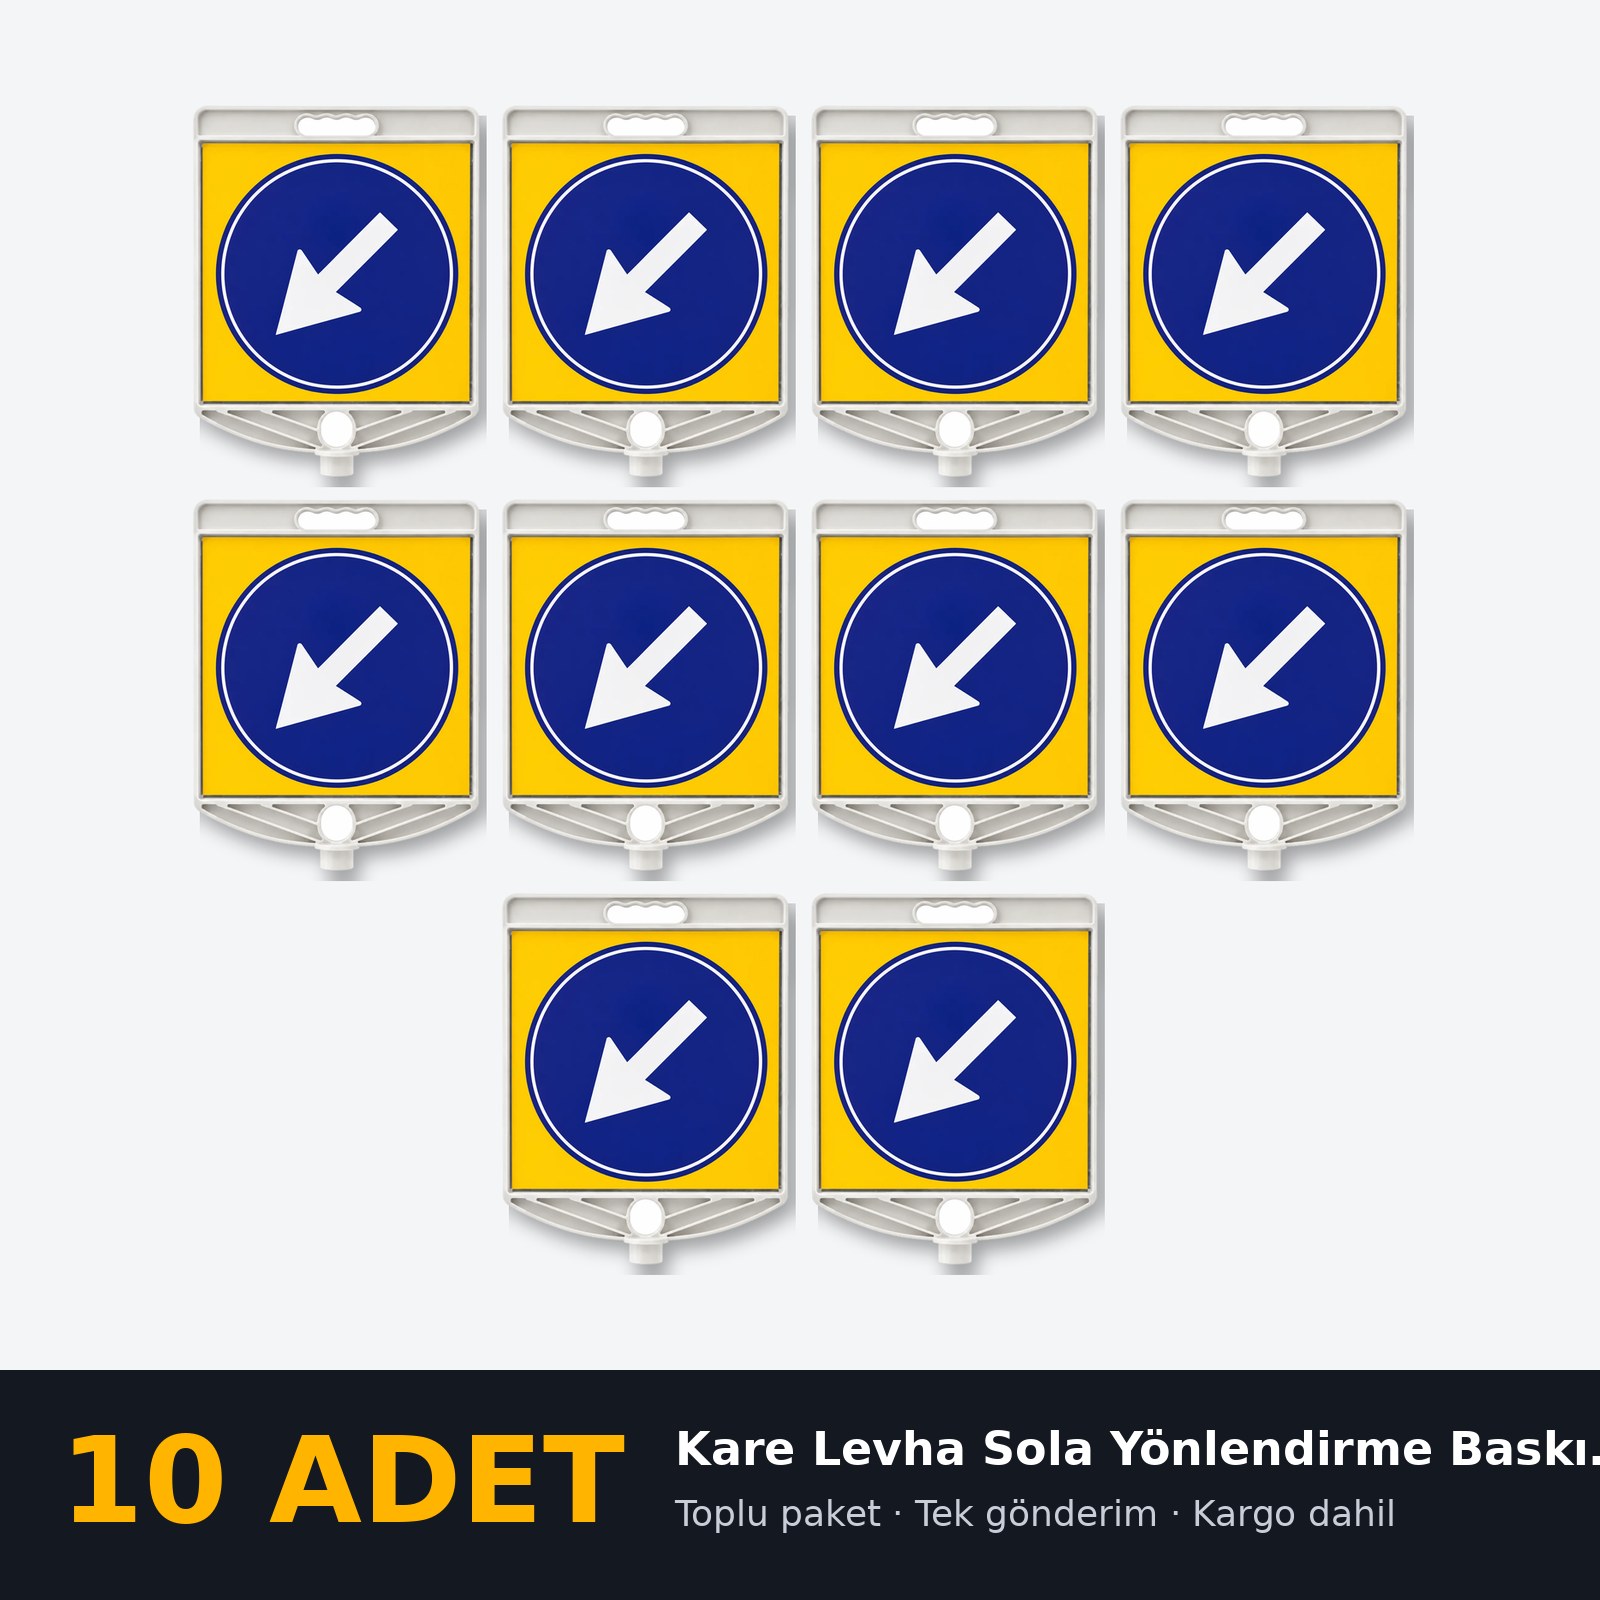 10 ADET
Kare Levha Sola Yönlendirme Baskı.
Toplu paket · Tek gönderim · Kargo dahil